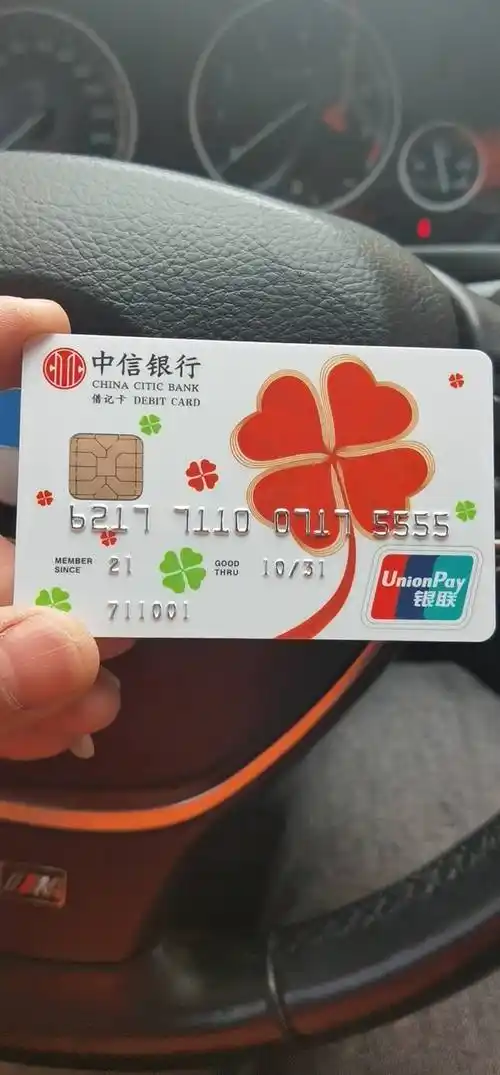 中信银行
CHINA CITIC BANK
借记卡 DEBIT CARD
6217 7110 0717 5555
MEMBER SINCE 21 GOOD THRU 10/31
711001
UnionPay
银联